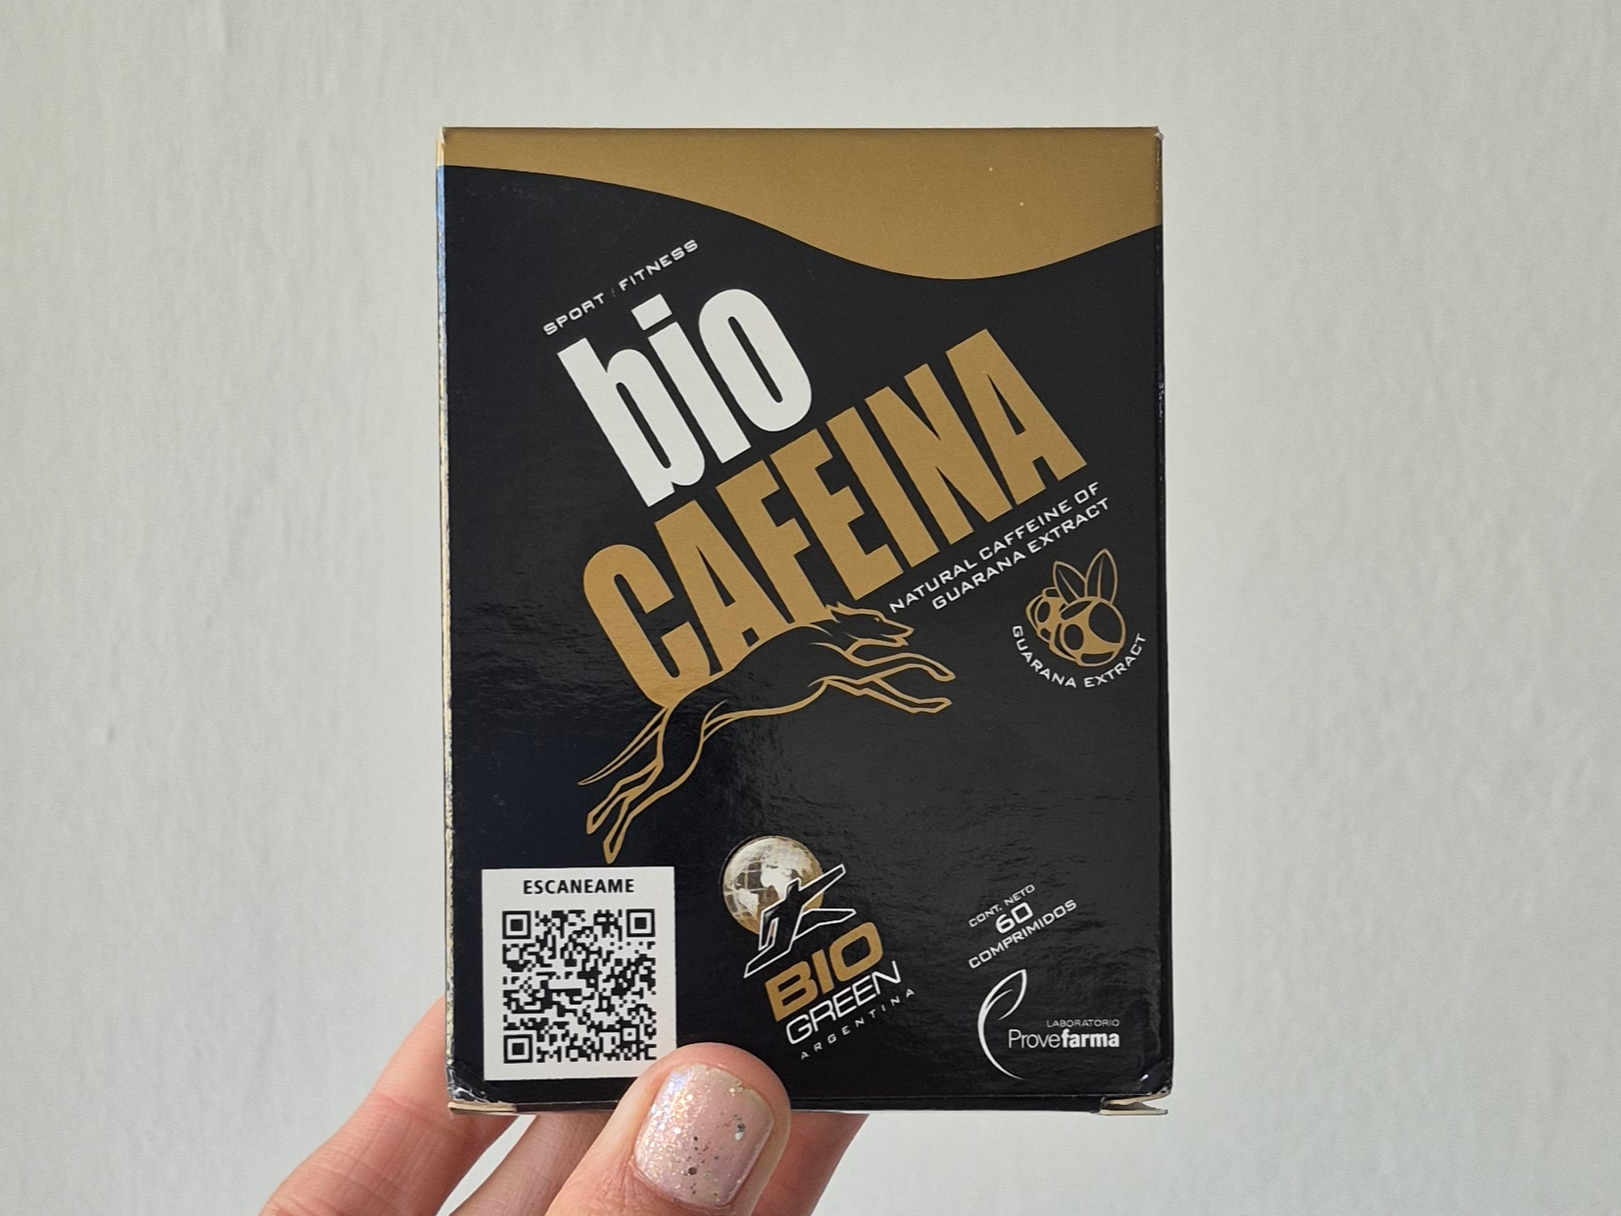 SPORT / FITNESS
bio
CAFEINA
NATURAL CAFFEINE OF
GUARANA EXTRACT
GUARANA EXTRACT
ESCANEAME
BIO
GREEN
ARGENTINA
CONT. NETO
60
COMPRIMIDOS
LABORATORIO
Provefarma